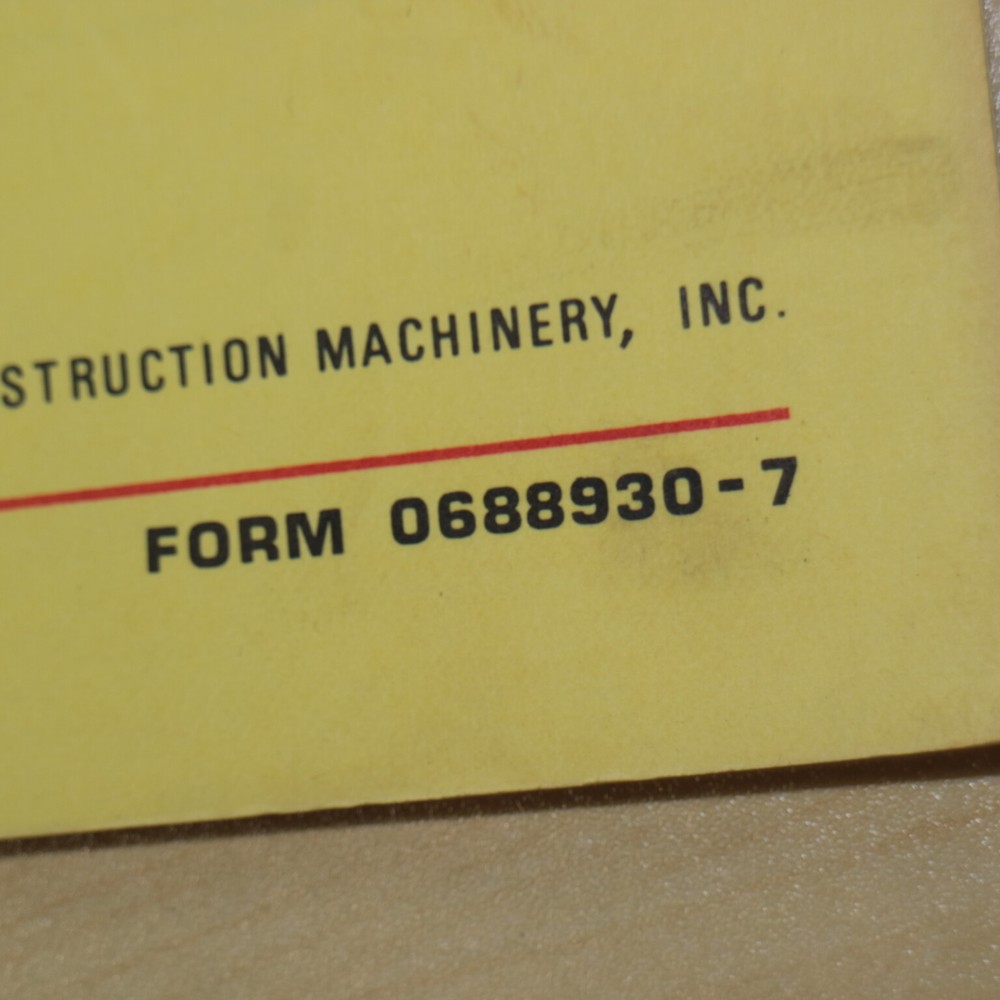 STRUCTION MACHINERY, INC.
FORM 0688930-7